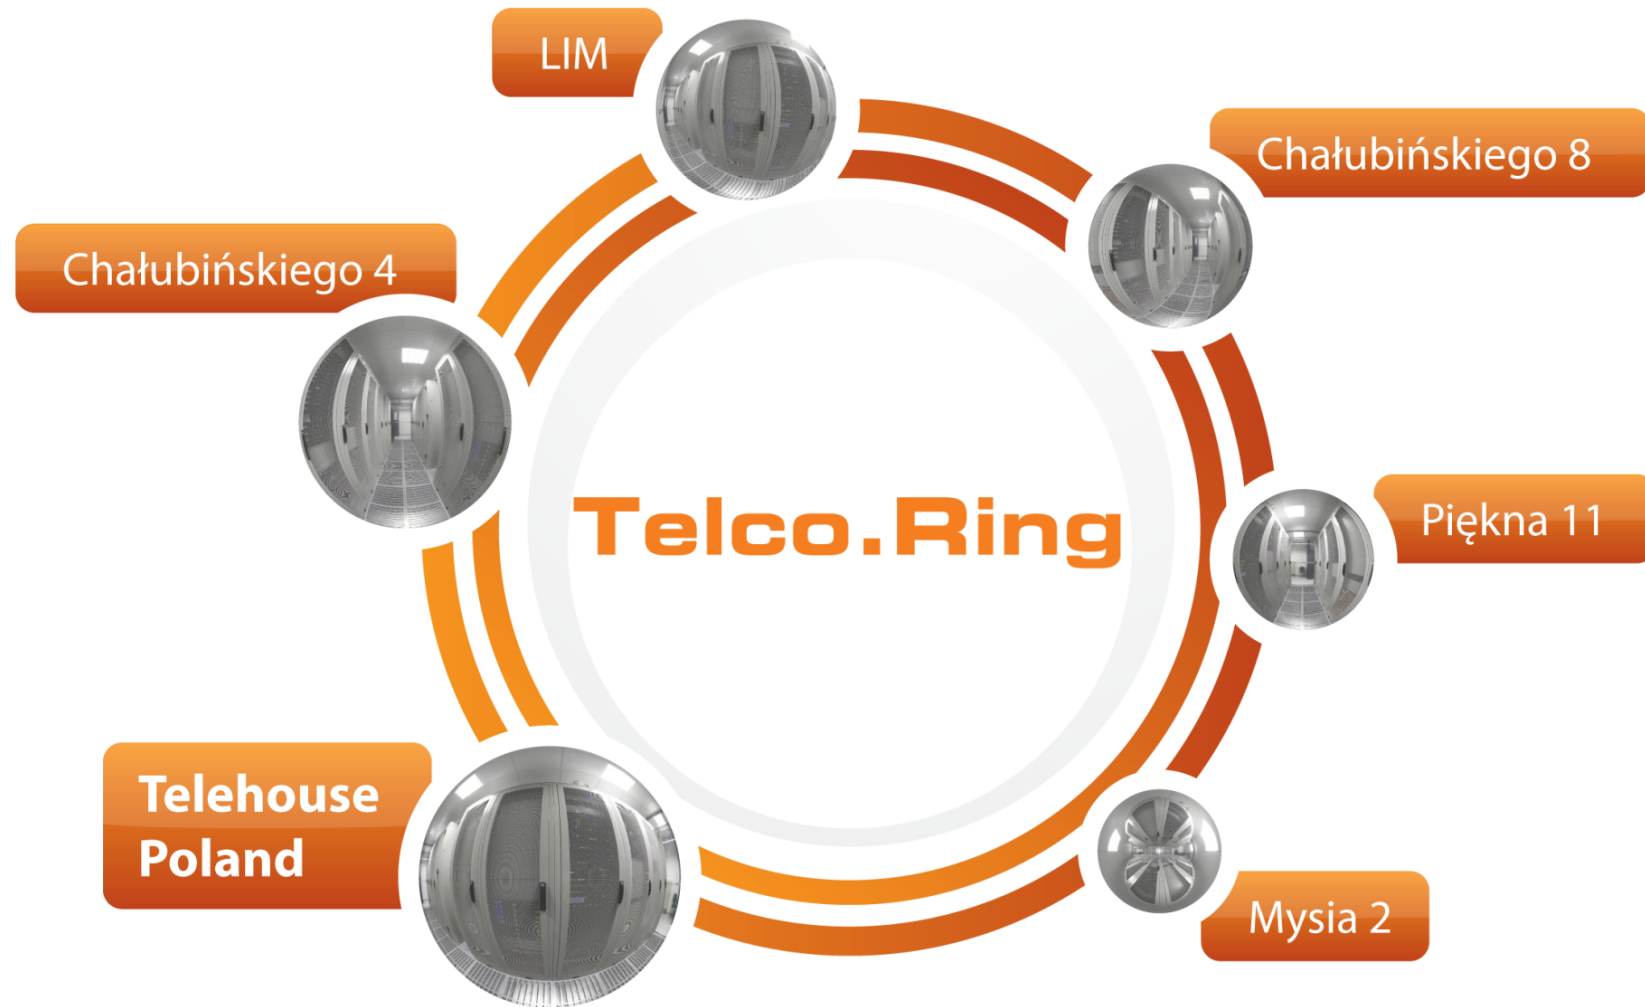 LIM
Chałubińskiego 8
Chałubińskiego 4
Telco.Ring
Piękna 11
Telehouse
Poland
Mysia 2